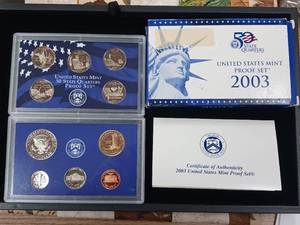 UNITED STATES MINT
50 STATE QUARTERS
PROOF SET
50
STATE
QUARTERS
UNITED STATES MINT
PROOF SET
2003
Certificate of Authenticity
2003 United States Mint Proof Set®